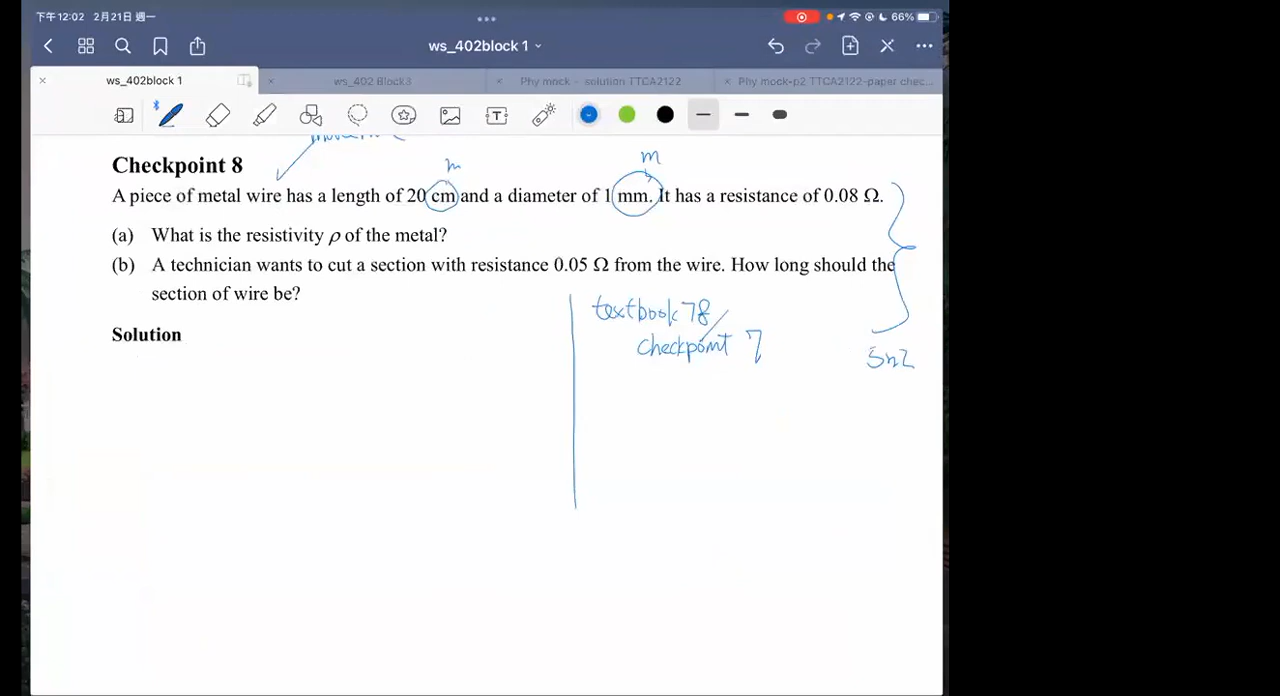 下午12:02 2月21日 週一
66%
ws_402block 1
ws_402block 1
ws_402 Block3
Phy mock - solution TTCA2122
Phy mock-p2 TTCA2122-paper chec...
m
m
Checkpoint 8
A piece of metal wire has a length of 20 cm and a diameter of 1 mm. It has a resistance of 0.08 Ω.
(a) What is the resistivity ρ of the metal?
(b) A technician wants to cut a section with resistance 0.05 Ω from the wire. How long should the
section of wire be?
textbook 78
Solution
checkpoint 7